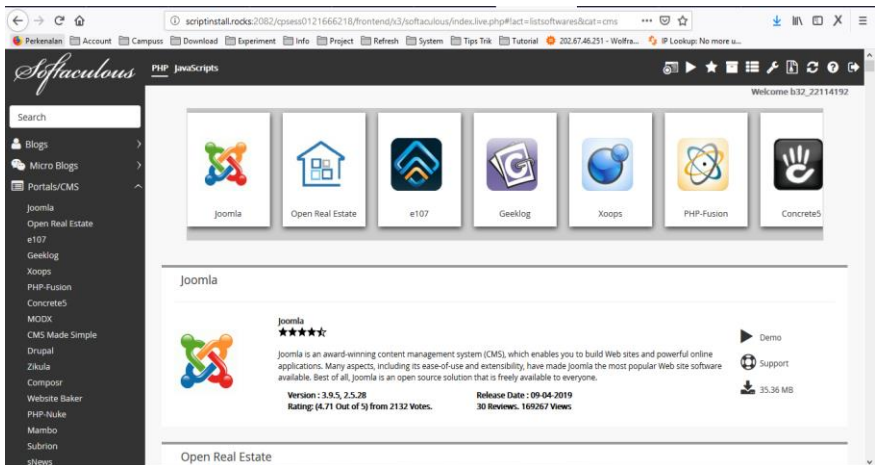 scriptinstall.rocks:2082/cpsess0121666218/frontend/x3/softaculous/index.live.php#act=listsoftwares&cat=cms
Perkenalan Account Campuss Download Experiment Info Project Refresh System Tips Trik Tutorial 202.67.46.251 - Wolfra... IP Lookup: No more u...
Softaculous
PHP JavaScripts
Welcome b32_22114192
Search
Blogs
Micro Blogs
Portals/CMS
Joomla
Open Real Estate
e107
Geeklog
Xoops
PHP-Fusion
Concrete5
MODX
CMS Made Simple
Drupal
Zikula
Composr
Website Baker
PHP-Nuke
Mambo
Subrion
sNews
Joomla Open Real Estate e107 Geeklog Xoops PHP-Fusion Concrete5
Joomla
Joomla
Joomla is an award-winning content management system (CMS), which enables you to build Web sites and powerful online
applications. Many aspects, including its ease-of-use and extensibility, have made Joomla the most popular Web site software
available. Best of all, Joomla is an open source solution that is freely available to everyone.
Version : 3.9.5, 2.5.28 Release Date : 09-04-2019
Rating: (4.71 Out of 5) from 2132 Votes. 30 Reviews. 169267 Views
Demo
Support
35.36 MB
Open Real Estate